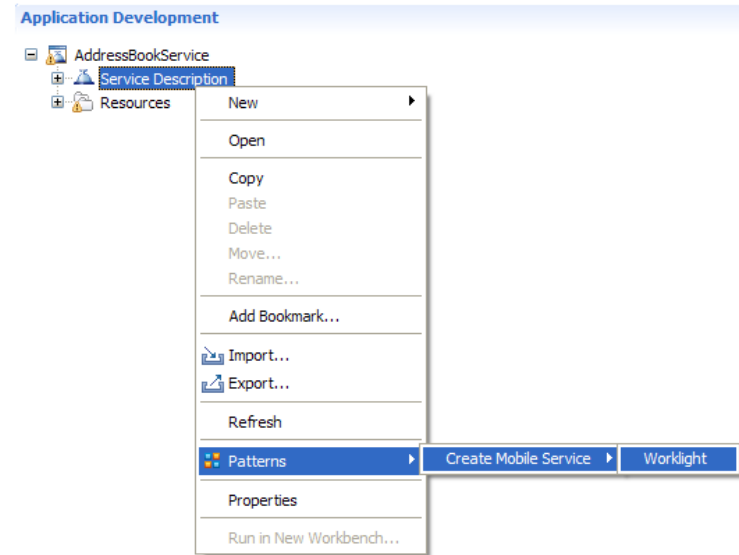 Application Development
AddressBookService
Service Description
Resources
New
Open
Copy
Paste
Delete
Move...
Rename...
Add Bookmark...
Import...
Export...
Refresh
Patterns
Create Mobile Service
Worklight
Properties
Run in New Workbench...